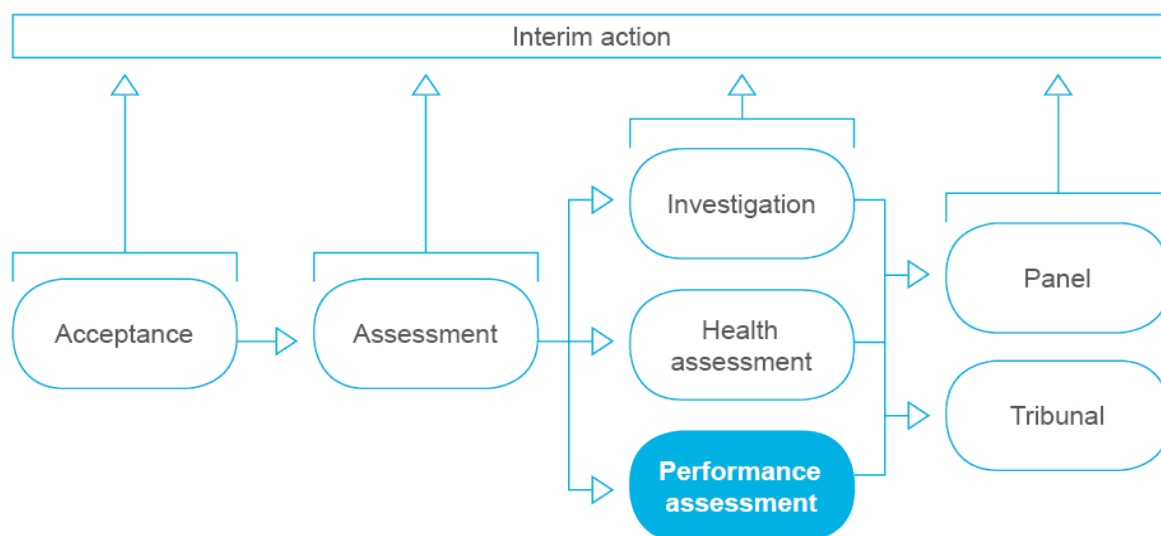 Interim action
Acceptance
Assessment
Investigation
Health
assessment
Performance
assessment
Panel
Tribunal